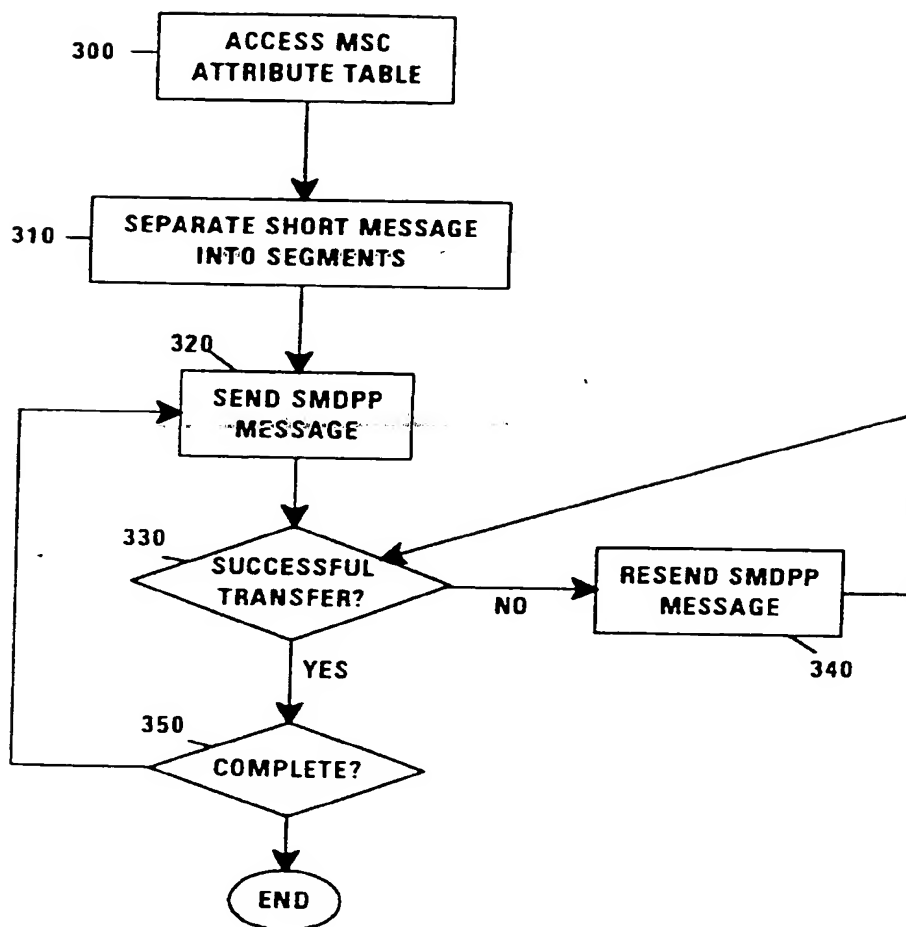 300
ACCESS MSC
ATTRIBUTE TABLE
310
SEPARATE SHORT MESSAGE
INTO SEGMENTS
320
SEND SMDPP
MESSAGE
330
SUCCESSFUL
TRANSFER?
NO
RESEND SMDPP
MESSAGE
340
YES
350
COMPLETE?
END